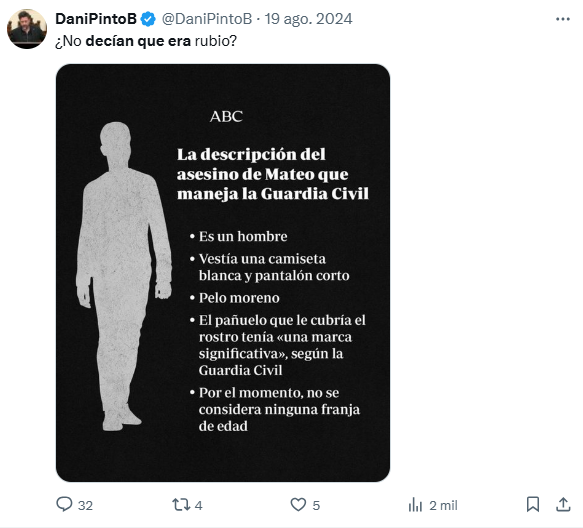 DaniPintoB @DaniPintoB · 19 ago. 2024
¿No decían que era rubio?
ABC
La descripción del
asesino de Mateo que
maneja la Guardia Civil
• Es un hombre
• Vestía una camiseta
blanca y pantalón corto
• Pelo moreno
• El pañuelo que le cubría el
rostro tenía «una marca
significativa», según la
Guardia Civil
• Por el momento, no se
considera ninguna franja
de edad
32 4 5 2 mil